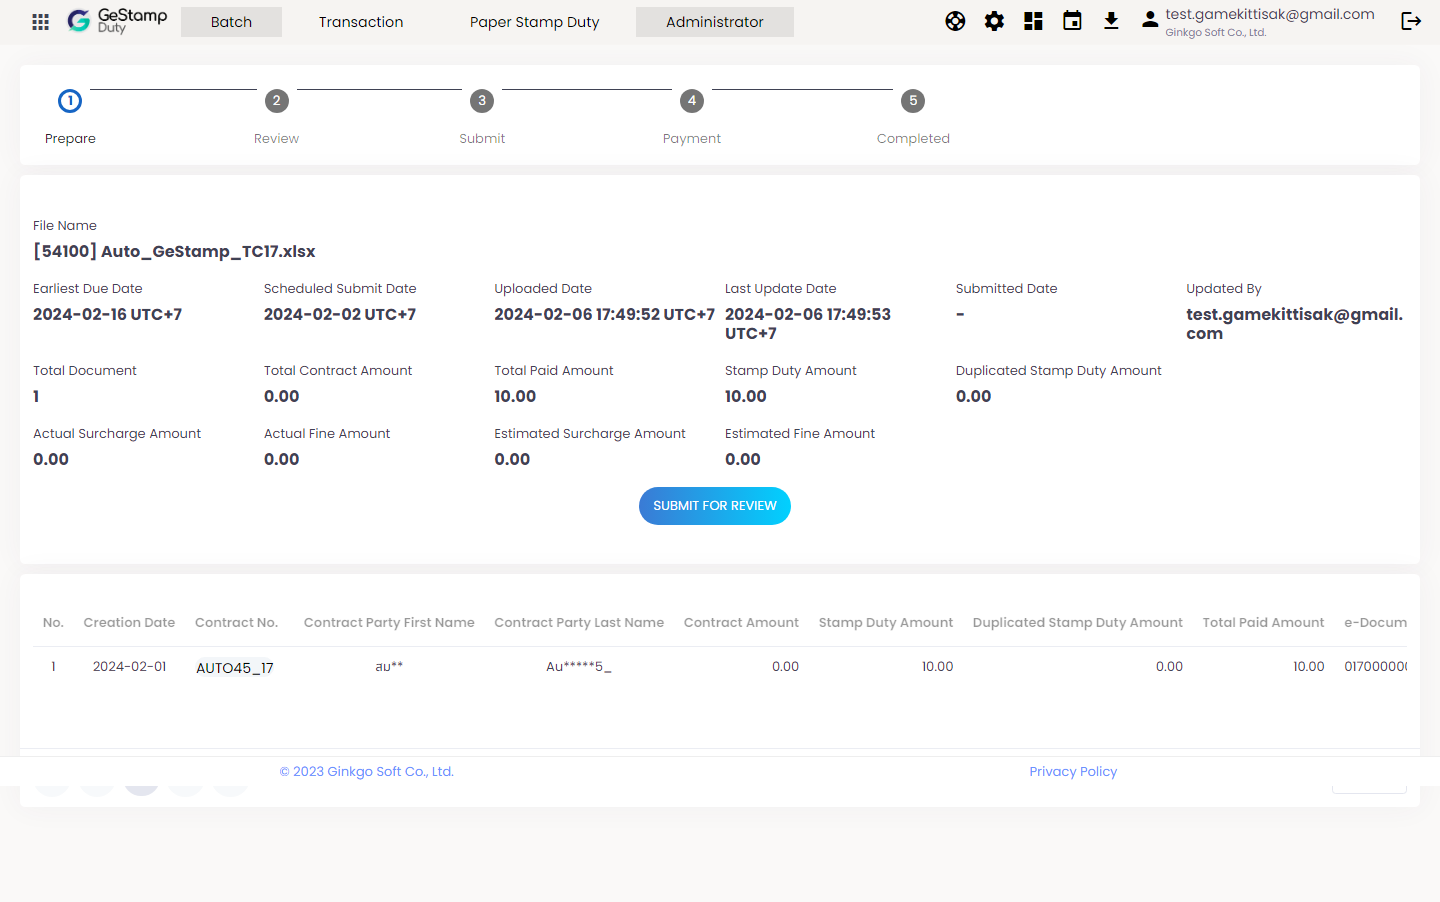 GeStamp
Duty
Batch
Transaction
Paper Stamp Duty
Administrator
test.gamekittisak@gmail.com
Ginkgo Soft Co., Ltd.
1
2
3
4
5
Prepare
Review
Submit
Payment
Completed
File Name
[54100] Auto_GeStamp_TC17.xlsx
Earliest Due Date
Scheduled Submit Date
Uploaded Date
Last Update Date
Submitted Date
Updated By
2024-02-16 UTC+7
2024-02-02 UTC+7
2024-02-06 17:49:52 UTC+7
2024-02-06 17:49:53
UTC+7
-
test.gamekittisak@gmail.
com
Total Document
Total Contract Amount
Total Paid Amount
Stamp Duty Amount
Duplicated Stamp Duty Amount
1
0.00
10.00
10.00
0.00
Actual Surcharge Amount
Actual Fine Amount
Estimated Surcharge Amount
Estimated Fine Amount
0.00
0.00
0.00
0.00
SUBMIT FOR REVIEW
No. Creation Date Contract No. Contract Party First Name Contract Party Last Name Contract Amount Stamp Duty Amount Duplicated Stamp Duty Amount Total Paid Amount e-Docum
1 2024-02-01 AUTO45_17 สม** Au*****5_ 0.00 10.00 0.00 10.00 01700000
© 2023 Ginkgo Soft Co., Ltd.
Privacy Policy